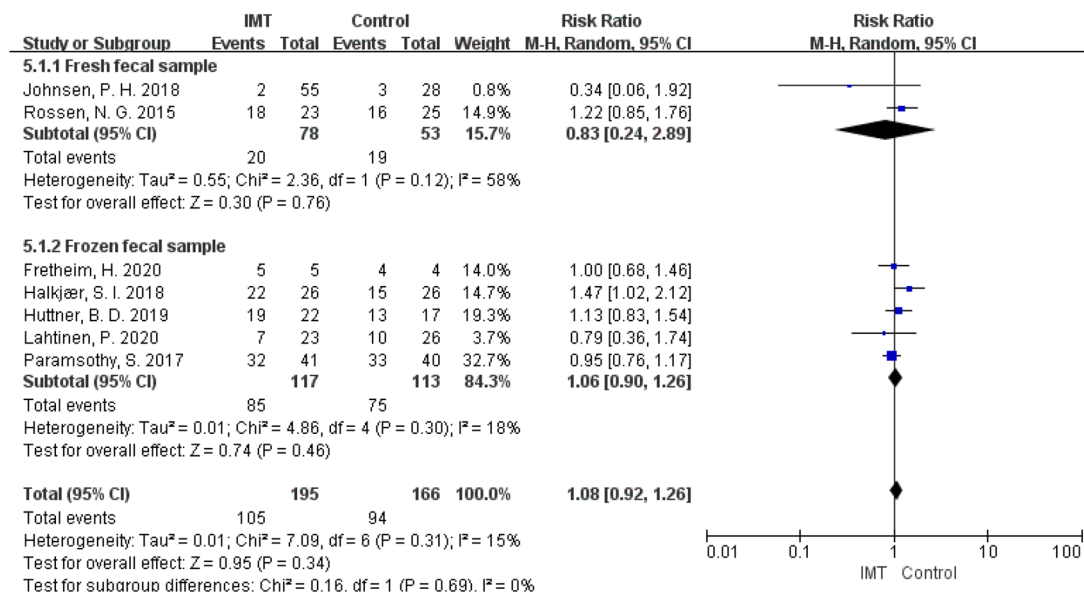 IMT Control Risk Ratio Risk Ratio
Study or Subgroup Events Total Events Total Weight M-H, Random, 95% CI M-H, Random, 95% CI
5.1.1 Fresh fecal sample
Johnsen, P. H. 2018 2 55 3 28 0.8% 0.34 [0.06, 1.92]
Rossen, N. G. 2015 18 23 16 25 14.9% 1.22 [0.85, 1.76]
Subtotal (95% CI) 78 53 15.7% 0.83 [0.24, 2.89]
Total events 20 19
Heterogeneity: Tau² = 0.55; Chi² = 2.36, df = 1 (P = 0.12); I² = 58%
Test for overall effect: Z = 0.30 (P = 0.76)
5.1.2 Frozen fecal sample
Fretheim, H. 2020 5 5 4 4 14.0% 1.00 [0.68, 1.46]
Halkjær, S. I. 2018 22 26 15 26 14.7% 1.47 [1.02, 2.12]
Huttner, B. D. 2019 19 22 13 17 19.3% 1.13 [0.83, 1.54]
Lahtinen, P. 2020 7 23 10 26 3.7% 0.79 [0.36, 1.74]
Paramsothy, S. 2017 32 41 33 40 32.7% 0.95 [0.76, 1.17]
Subtotal (95% CI) 117 113 84.3% 1.06 [0.90, 1.26]
Total events 85 75
Heterogeneity: Tau² = 0.01; Chi² = 4.86, df = 4 (P = 0.30); I² = 18%
Test for overall effect: Z = 0.74 (P = 0.46)
Total (95% CI) 195 166 100.0% 1.08 [0.92, 1.26]
Total events 105 94
Heterogeneity: Tau² = 0.01; Chi² = 7.09, df = 6 (P = 0.31); I² = 15%
Test for overall effect: Z = 0.95 (P = 0.34)
Test for subgroup differences: Chi² = 0.16, df = 1 (P = 0.69), I² = 0%
0.01 0.1 1 10 100
IMT Control